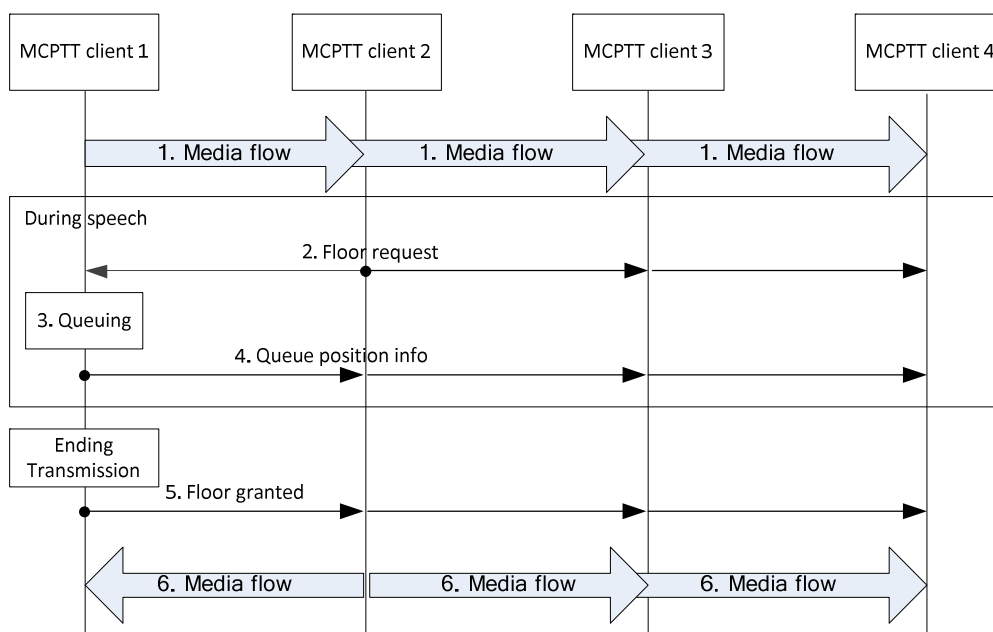 MCPTT client 1
MCPTT client 2
MCPTT client 3
MCPTT client 4
1. Media flow
1. Media flow
1. Media flow
During speech
2. Floor request
3. Queuing
4. Queue position info
Ending
Transmission
5. Floor granted
6. Media flow
6. Media flow
6. Media flow